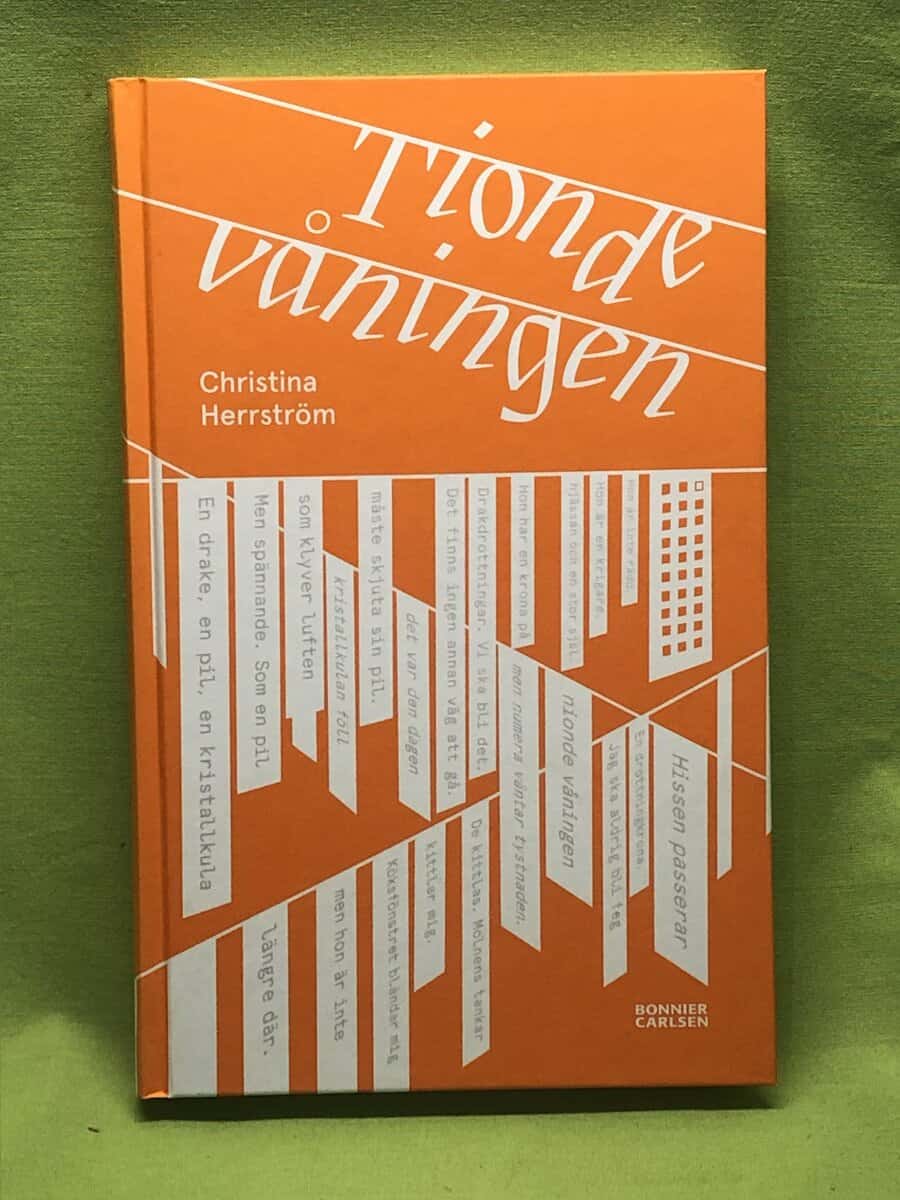 Tionde
våningen
Christina
Herrström
En drake, en pil, en kristallkula
Men spännande. Som en pil
som klyver luften
kristallkulan föll
måste skjuta sin pil.
det var den dagen
Det finns ingen annan väg att gå.
Drakdrottningar. Vi ska bli det.
Hon har en krona på
hjässan och en stor själ
Hon är en krigare.
Hon är inte rädd.
men numera väntar tystnaden.
nionde våningen
Jag ska aldrig bli feg
En drottningkrona.
Hissen passerar
längre där.
men hon är inte
Köksfönstret bländar mig
kittlar mig.
De kittlas. Molnens tankar
BONNIER
CARLSEN